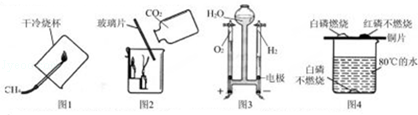 干冷烧杯
CH₄
图1
玻璃片
CO₂
图2
H₂O
O₂
H₂
电极
+
-
图3
白磷燃烧
红磷不燃烧
铜片
80℃的水
白磷
不燃烧
图4